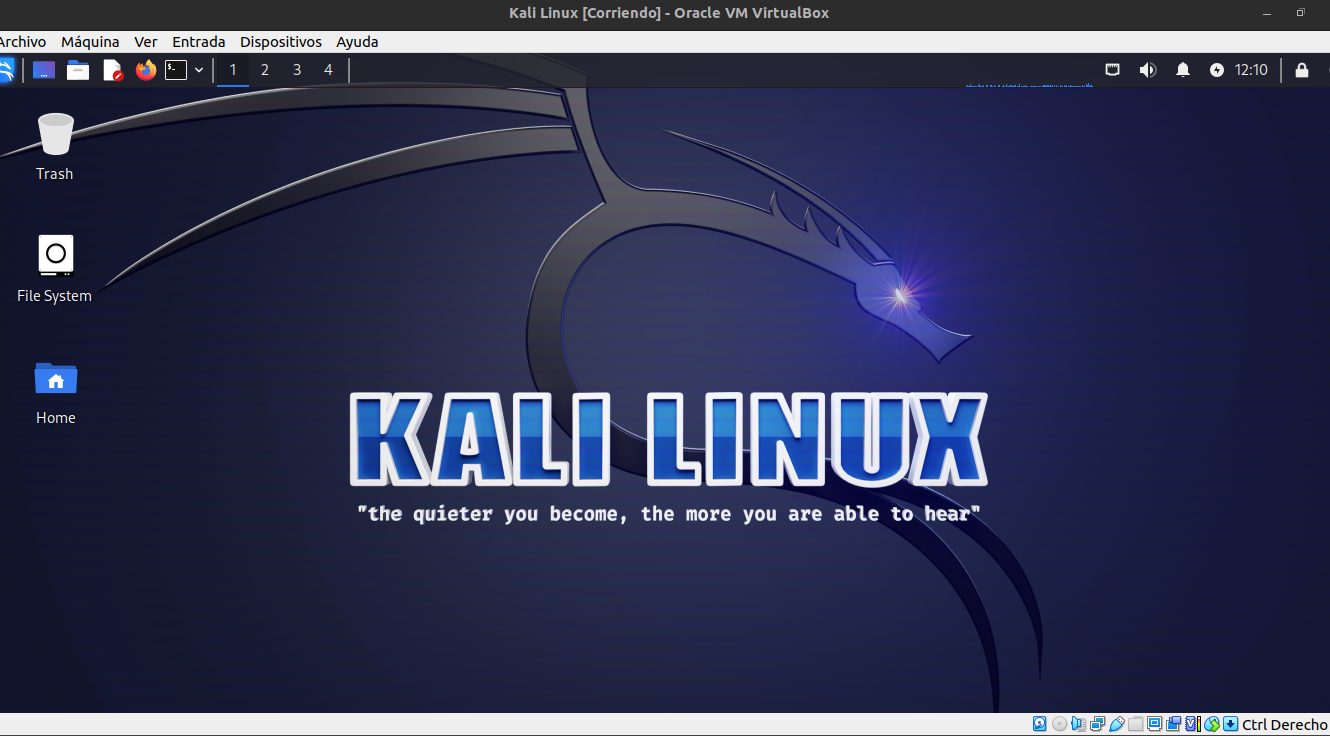 Kali Linux [Corriendo] - Oracle VM VirtualBox
Archivo Máquina Ver Entrada Dispositivos Ayuda
1 2 3 4 12:10
Trash
File System
Home
KALI LINUX
"the quieter you become, the more you are able to hear"
Ctrl Derecho